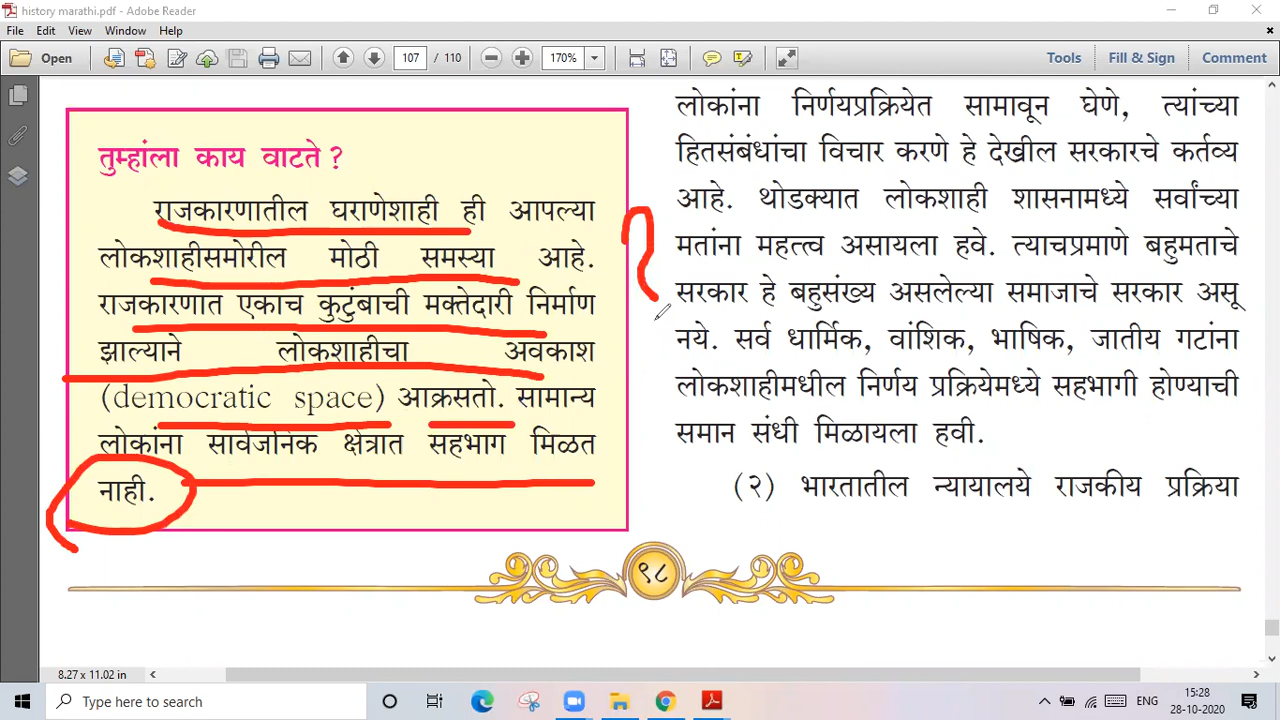 history marathi.pdf - Adobe Reader
File Edit View Window Help
Open 107 / 110 170% Tools Fill & Sign Comment
तुम्हांला काय वाटते ?
राजकारणातील घराणेशाही ही आपल्या
लोकशाहीसमोरील मोठी समस्या आहे.
राजकारणात एकाच कुटुंबाची मक्तेदारी निर्माण
झाल्याने लोकशाहीचा अवकाश
(democratic space) आक्रसतो. सामान्य
लोकांना सार्वजनिक क्षेत्रात सहभाग मिळत
नाही.
लोकांना निर्णयप्रक्रियेत सामावून घेणे, त्यांच्या
हितसंबंधांचा विचार करणे हे देखील सरकारचे कर्तव्य
आहे. थोडक्यात लोकशाही शासनामध्ये सर्वांच्या
मतांना महत्त्व असायला हवे. त्याचप्रमाणे बहुमताचे
सरकार हे बहुसंख्य असलेल्या समाजाचे सरकार असू
नये. सर्व धार्मिक, वांशिक, भाषिक, जातीय गटांना
लोकशाहीमधील निर्णय प्रक्रियेमध्ये सहभागी होण्याची
समान संधी मिळायला हवी.
(२) भारतातील न्यायालये राजकीय प्रक्रिया
९८
8.27 x 11.02 in
Type here to search
ENG
15:28
28-10-2020